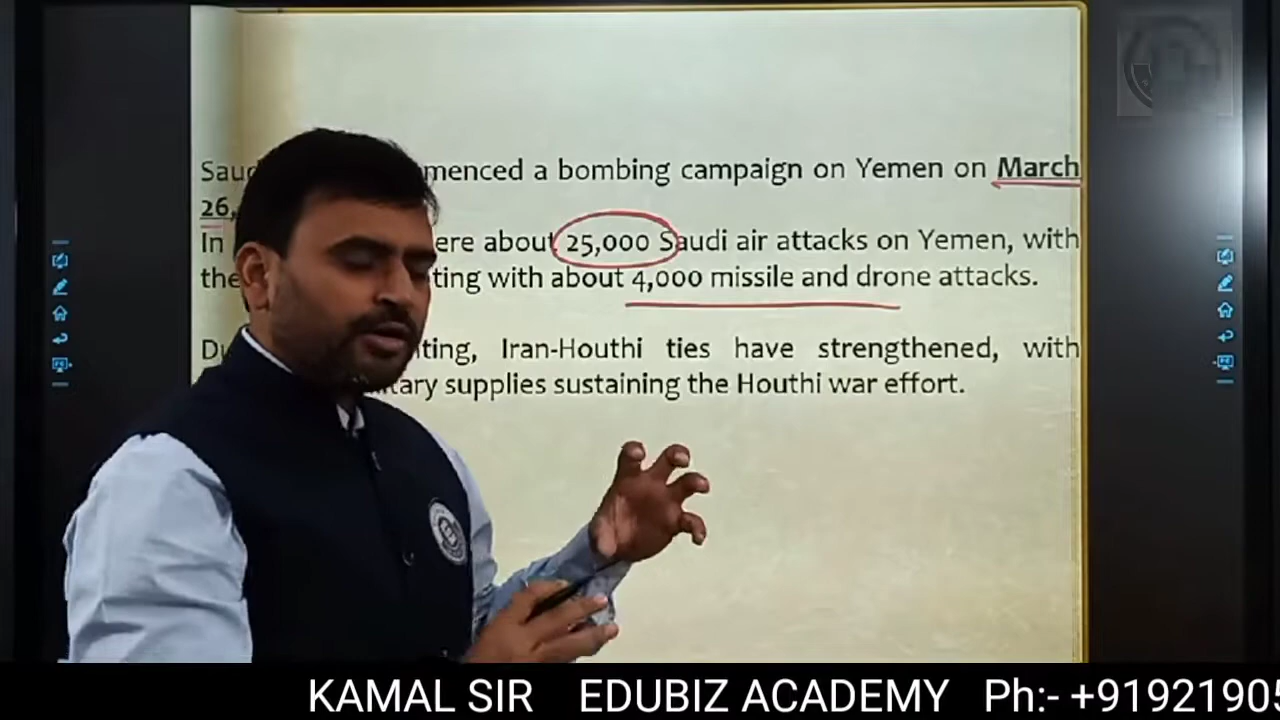 Sau menced a bombing campaign on Yemen on March
26,
In ere about 25,000 Saudi air attacks on Yemen, with
the ting with about 4,000 missile and drone attacks.
Du ting, Iran-Houthi ties have strengthened, with
tary supplies sustaining the Houthi war effort.
KAMAL SIR EDUBIZ ACADEMY Ph:- +91921905